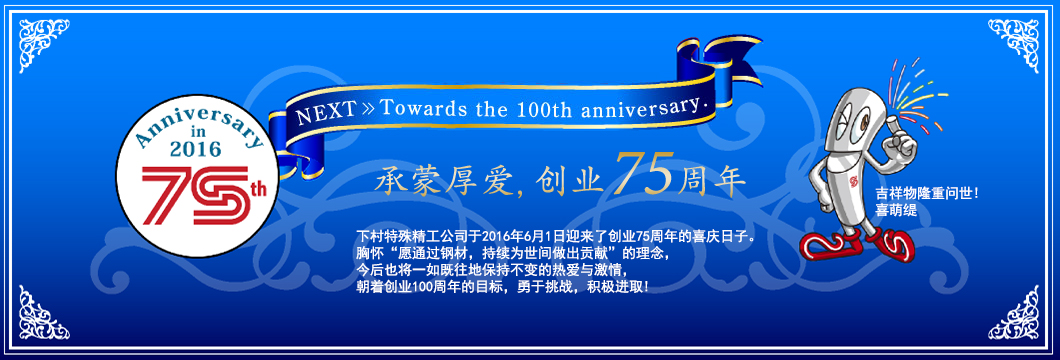 Anniversary
in
2016
75th
NEXT》Towards the 100th anniversary.
承蒙厚爱,创业75周年
下村特殊精工公司于2016年6月1日迎来了创业75周年的喜庆日子。
胸怀“愿通过钢材，持续为世间做出贡献”的理念，
今后也将一如既往地保持不变的热爱与激情，
朝着创业100周年的目标，勇于挑战，积极进取！
吉祥物隆重问世！
喜萌缇